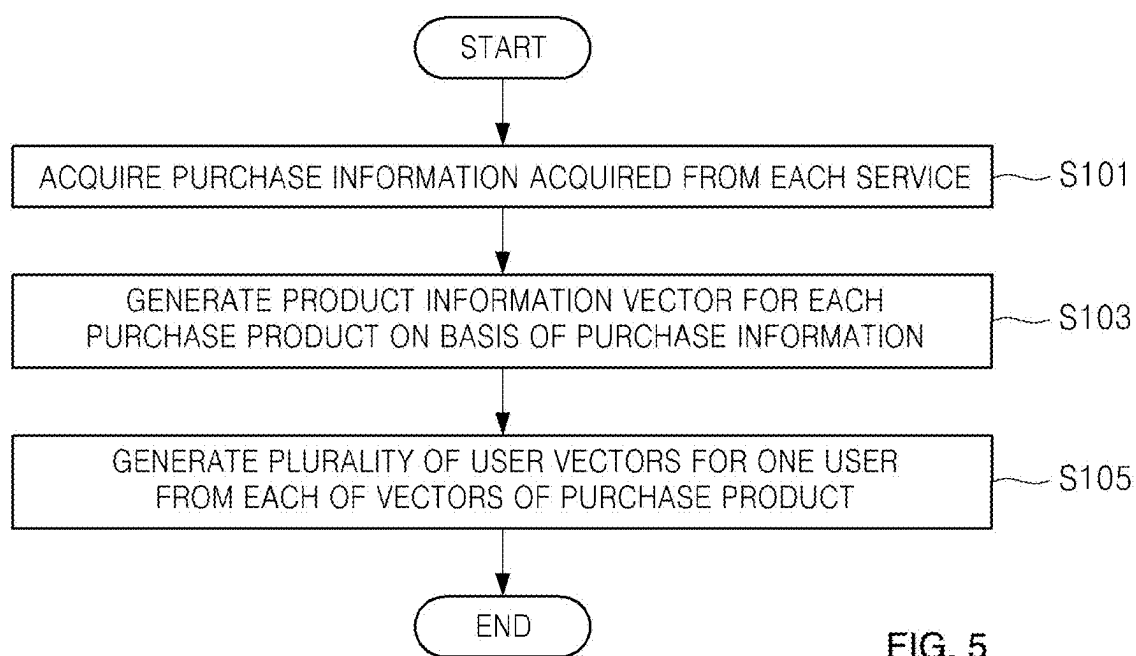 START
ACQUIRE PURCHASE INFORMATION ACQUIRED FROM EACH SERVICE
S101
GENERATE PRODUCT INFORMATION VECTOR FOR EACH
PURCHASE PRODUCT ON BASIS OF PURCHASE INFORMATION
S103
GENERATE PLURALITY OF USER VECTORS FOR ONE USER
FROM EACH OF VECTORS OF PURCHASE PRODUCT
S105
END
FIG. 5